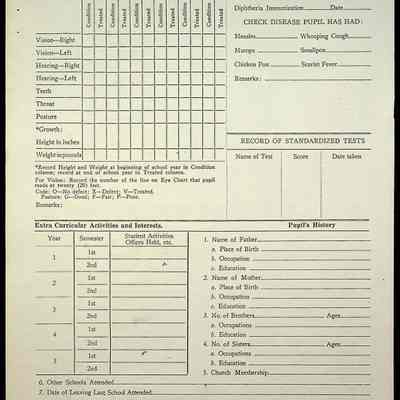 Condition Treated Condition Treated Condition Treated Condition Treated Condition Treated Condition Treated
Diphtheria Immunization Date
CHECK DISEASE PUPIL HAS HAD:
Measles Whooping Cough
Mumps Smallpox
Chicken Pox Scarlet Fever
Remarks:
Vision—Right
Vision—Left
Hearing—Right
Hearing—Left
Teeth
Throat
Posture
*Growth:
Height in Inches
Weight in pounds
RECORD OF STANDARDIZED TESTS
Name of Test Score Date taken
*Record Height and Weight at beginning of school year in Condition
column; record at end of school year in Treated column.
For Vision: Record the number of the line on Eye Chart that pupil
reads at twenty (20) feet.
Code: O—No defect; X—Defect; V—Treated.
Posture: G—Good; F—Fair; P—Poor.
Remarks:
Extra Curricular Activities and Interests.
Year Semester Student Activities
Offices Held, etc.
1 1st
2nd
2 1st
2nd
3 1st
2nd
4 1st
2nd
1st
2nd
Pupil's History
1. Name of Father
a. Place of Birth
b. Occupation
c. Education
2. Name of Mother
a. Place of Birth
b. Occupation
c. Education
3. No. of Brothers Ages
a. Occupations
b. Education
4. No. of Sisters Ages
a. Occupations
b. Education
5. Church Membership
6. Other Schools Attended
7. Date of Leaving Last School Attended